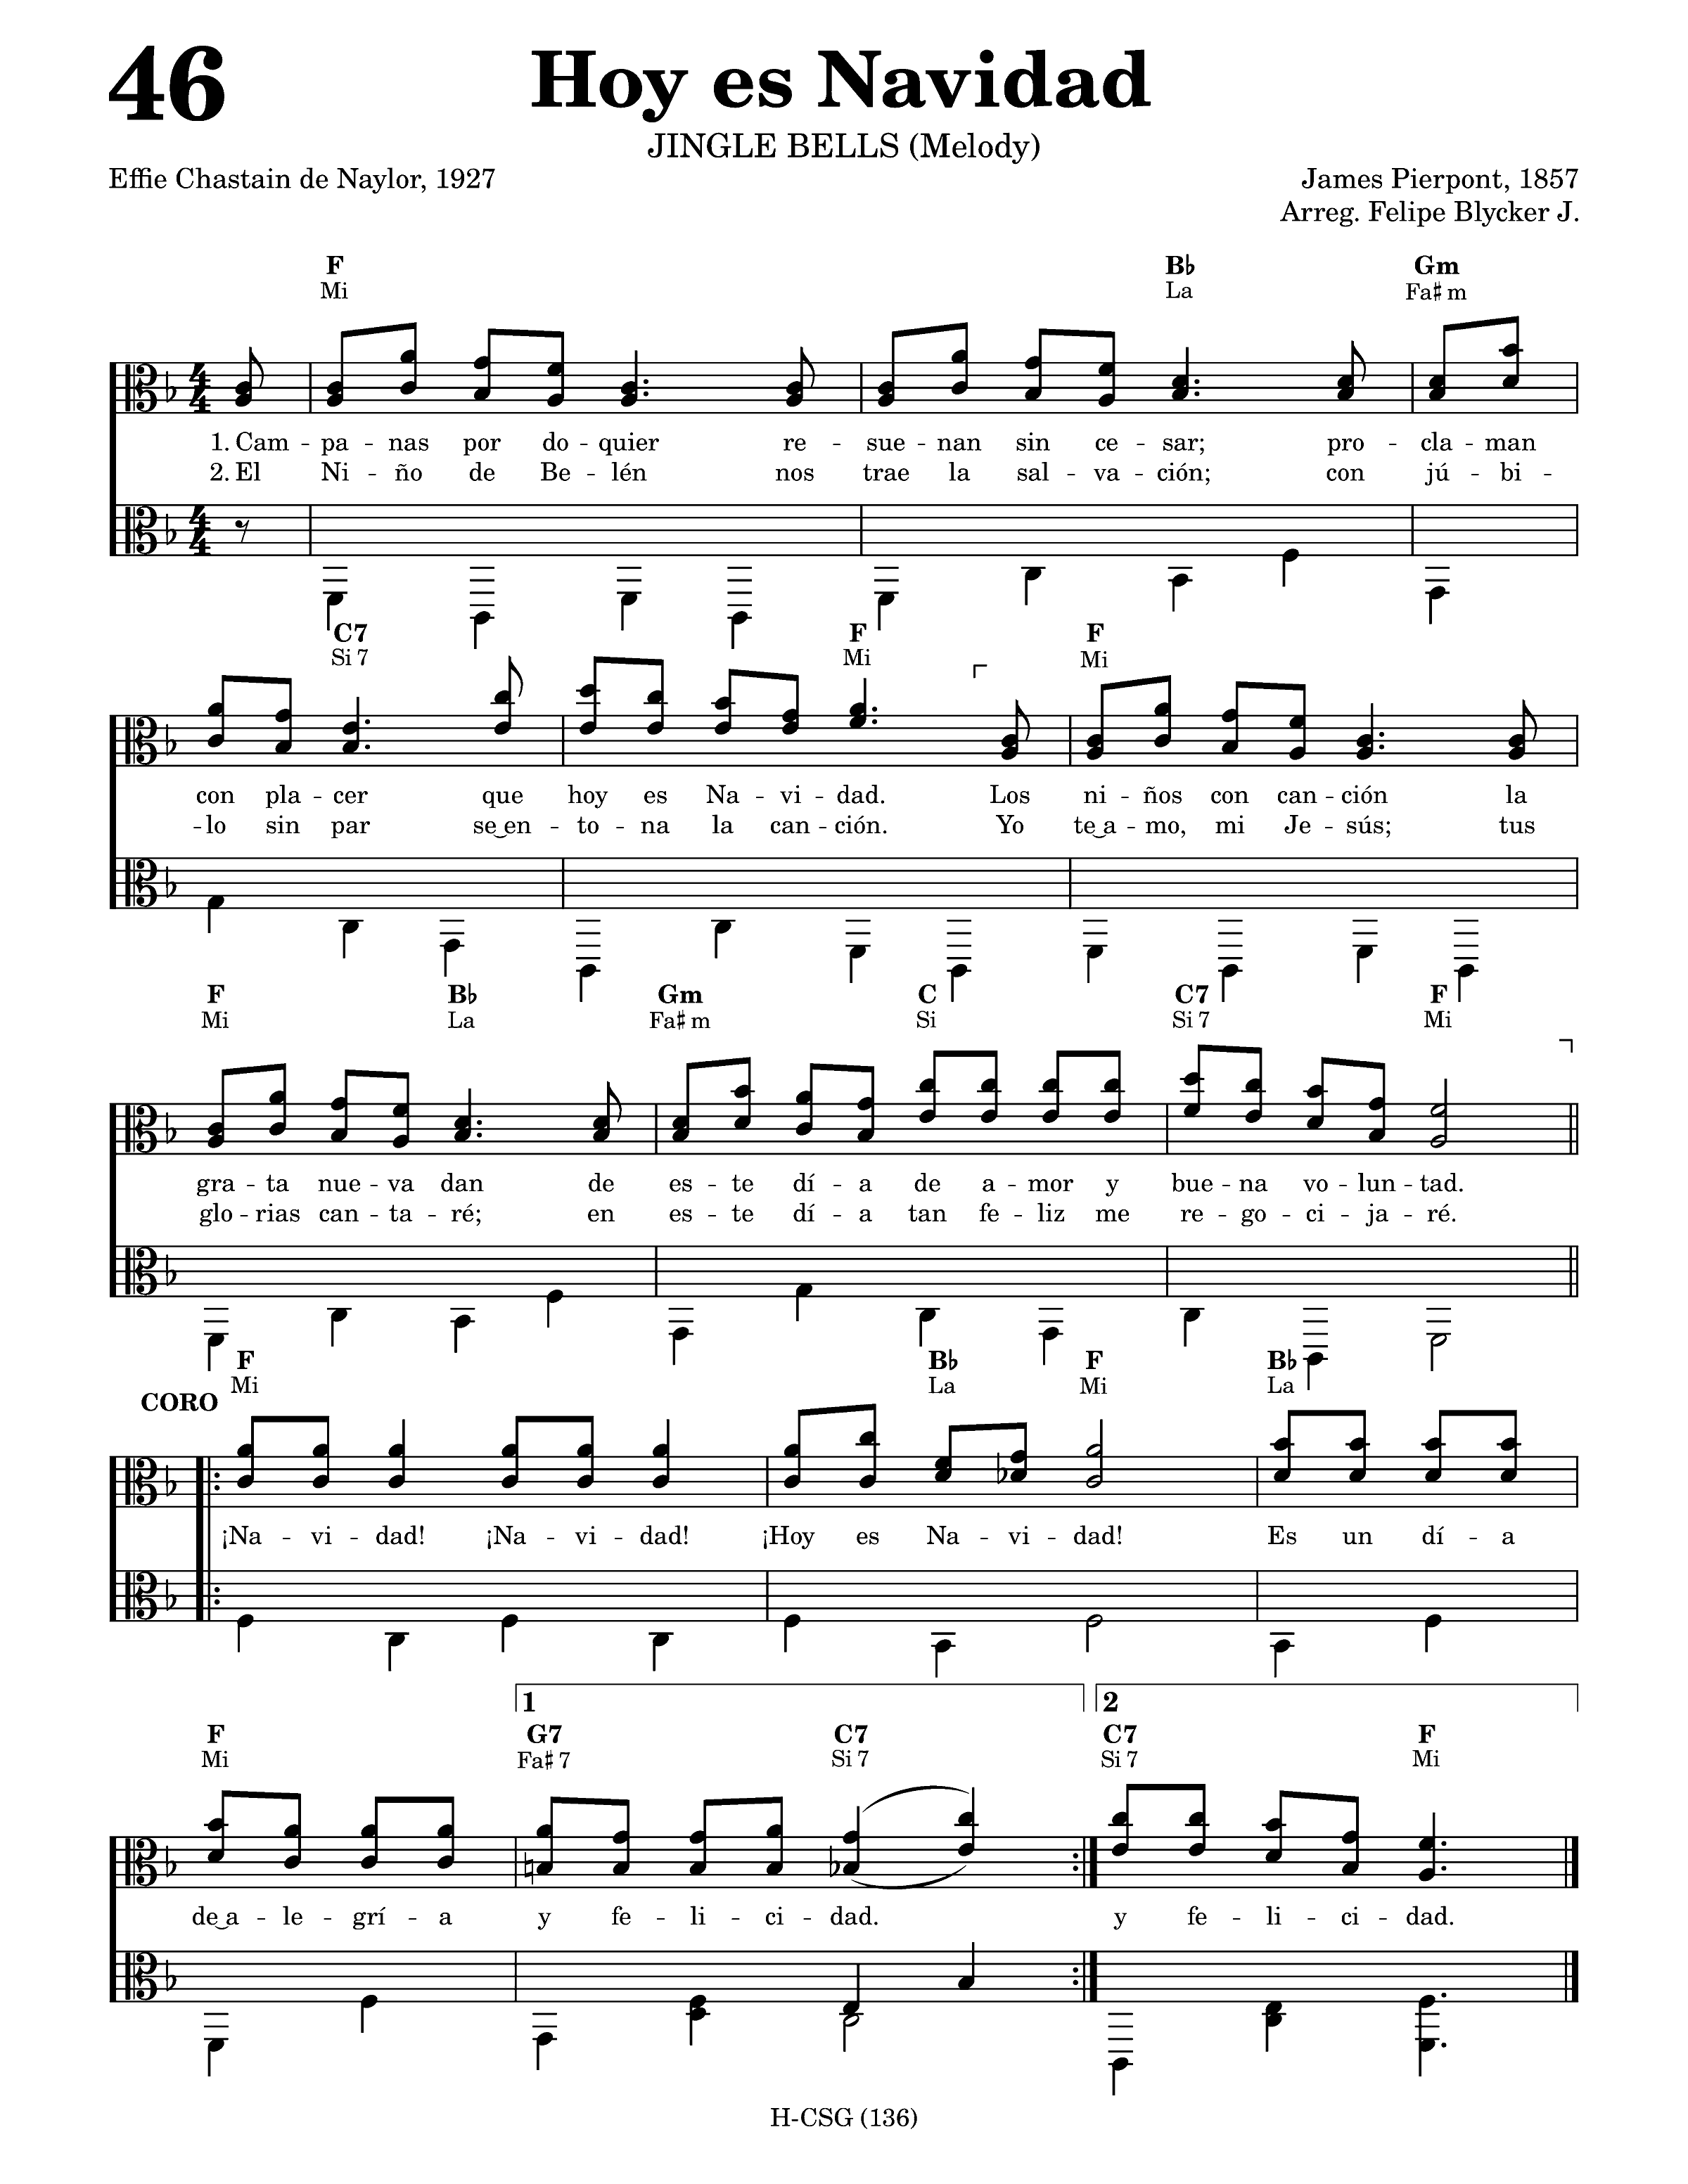 46 Hoy es Navidad
JINGLE BELLS (Melody)
Effie Chastain de Naylor, 1927 James Pierpont, 1857
Arreg. Felipe Blycker J.
F B♭ Gm
Mi La Fa♯ m
4 4
1. Cam -- pa -- nas por do -- quier re -- sue -- nan sin ce -- sar; pro -- cla -- man
2. El Ni -- ño de Be -- lén nos trae la sal -- va -- ción; con jú -- bi --
4 4
C7 F F
Si 7 Mi Mi
con pla -- cer que hoy es Na -- vi -- dad. Los ni -- ños con can -- ción la
-- lo sin par se‿en -- to -- na la can -- ción. Yo te‿a -- mo, mi Je -- sús; tus
F B♭ Gm C C7 F
Mi La Fa♯ m Si Si 7 Mi
gra -- ta nue -- va dan de es -- te dí -- a de a -- mor y bue -- na vo -- lun -- tad.
glo -- rias can -- ta -- ré; en es -- te dí -- a tan fe -- liz me re -- go -- ci -- ja -- ré.
F B♭ F B♭
Mi La Mi La
CORO
¡Na -- vi -- dad! ¡Na -- vi -- dad! ¡Hoy es Na -- vi -- dad! Es un dí -- a
1 2
F G7 C7 C7 F
Mi Fa♯ 7 Si 7 Si 7 Mi
de‿a -- le -- grí -- a y fe -- li -- ci -- dad. y fe -- li -- ci -- dad.
H-CSG (136)